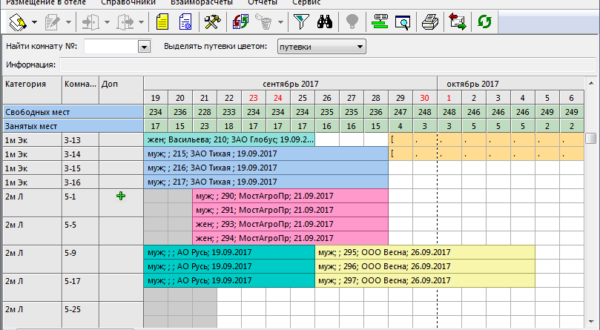 Размещение в отеле Справочники Взаиморасчеты Отчеты Сервис
Найти комнату №: Выделять путевки цветом: путевки
Информация:
Категория Комна... Доп сентябрь 2017 октябрь 2017
19 20 21 22 23 24 25 26 27 28 29 30 1 2 3 4 5 6
Свободных мест 234 236 228 233 234 234 234 235 235 235 247 248 248 246 246 246 249 249
Занятых мест 17 15 23 18 17 17 17 16 16 16 4 3 3 5 5 5 2 2
1м Эк 3-13 жен; Васильева; 210; ЗАО Глобус; 19.09.2... [ . . . . . . .
1м Эк 3-14 муж; ; 215; ЗАО Тихая ; 19.09.2017 [ . . . . . . .
1м Эк 3-15 муж; ; 216; ЗАО Тихая ; 19.09.2017
1м Эк 3-16 муж; ; 217; ЗАО Тихая ; 19.09.2017
2м Л 5-1 муж; ; 290; МостАгроПр; 21.09.2017
муж; ; 291; МостАгроПр; 21.09.2017
2м Л 5-5 жен; ; 293; МостАгроПр; 21.09.2017
жен; ; 294; МостАгроПр; 21.09.2017
2м Л 5-9 муж; ; ; АО Русь; 19.09.2017 муж; ; 295; ООО Весна; 26.09.2017
муж; ; ; АО Русь; 19.09.2017 муж; ; 296; ООО Весна; 26.09.2017
2м Л 5-17 муж; ; ; АО Русь; 19.09.2017 муж; ; 297; ООО Весна; 26.09.2017
2м Л 5-25